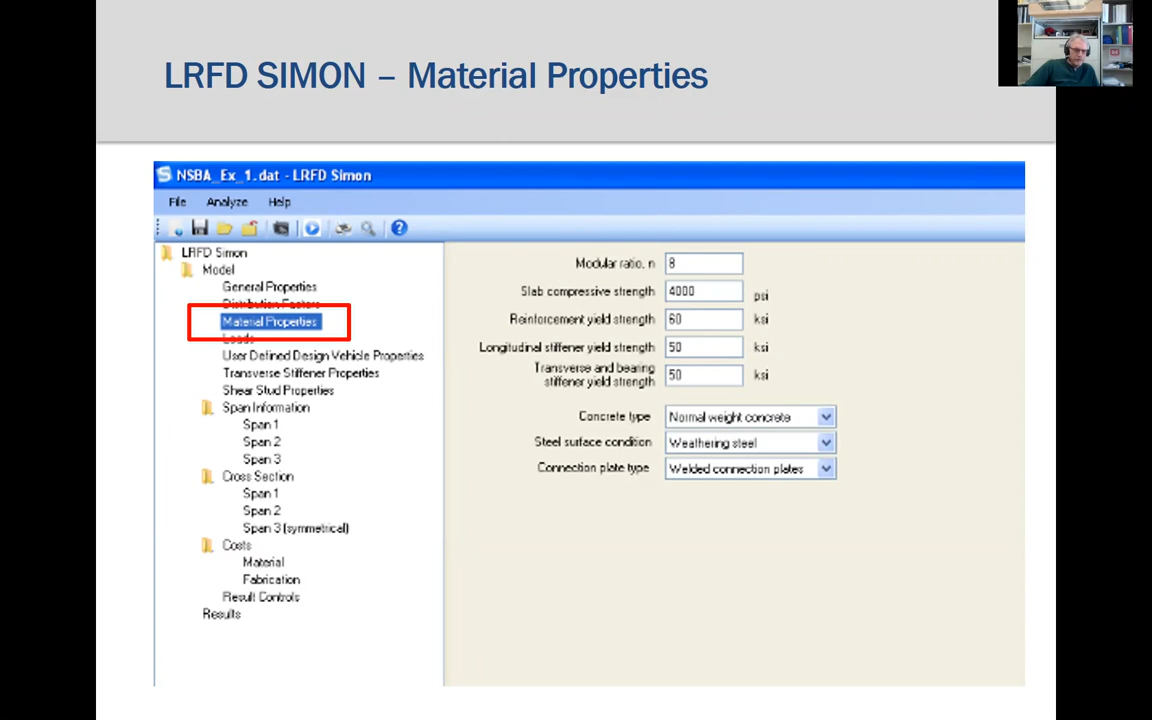 LRFD SIMON – Material Properties
NSBA_Ex_1.dat - LRFD Simon
File Analyze Help
LRFD Simon
Model
General Properties
Distribution Factors
Material Properties
Loads
User Defined Design Vehicle Properties
Transverse Stiffener Properties
Shear Stud Properties
Span Information
Span 1
Span 2
Span 3
Cross Section
Span 1
Span 2
Span 3 (symmetrical)
Costs
Material
Fabrication
Result Controls
Results
Modular ratio, n 8
Slab compressive strength 4000 psi
Reinforcement yield strength 60 ksi
Longitudinal stiffener yield strength 50 ksi
Transverse and bearing
stiffener yield strength 50 ksi
Concrete type Normal weight concrete
Steel surface condition Weathering steel
Connection plate type Welded connection plates